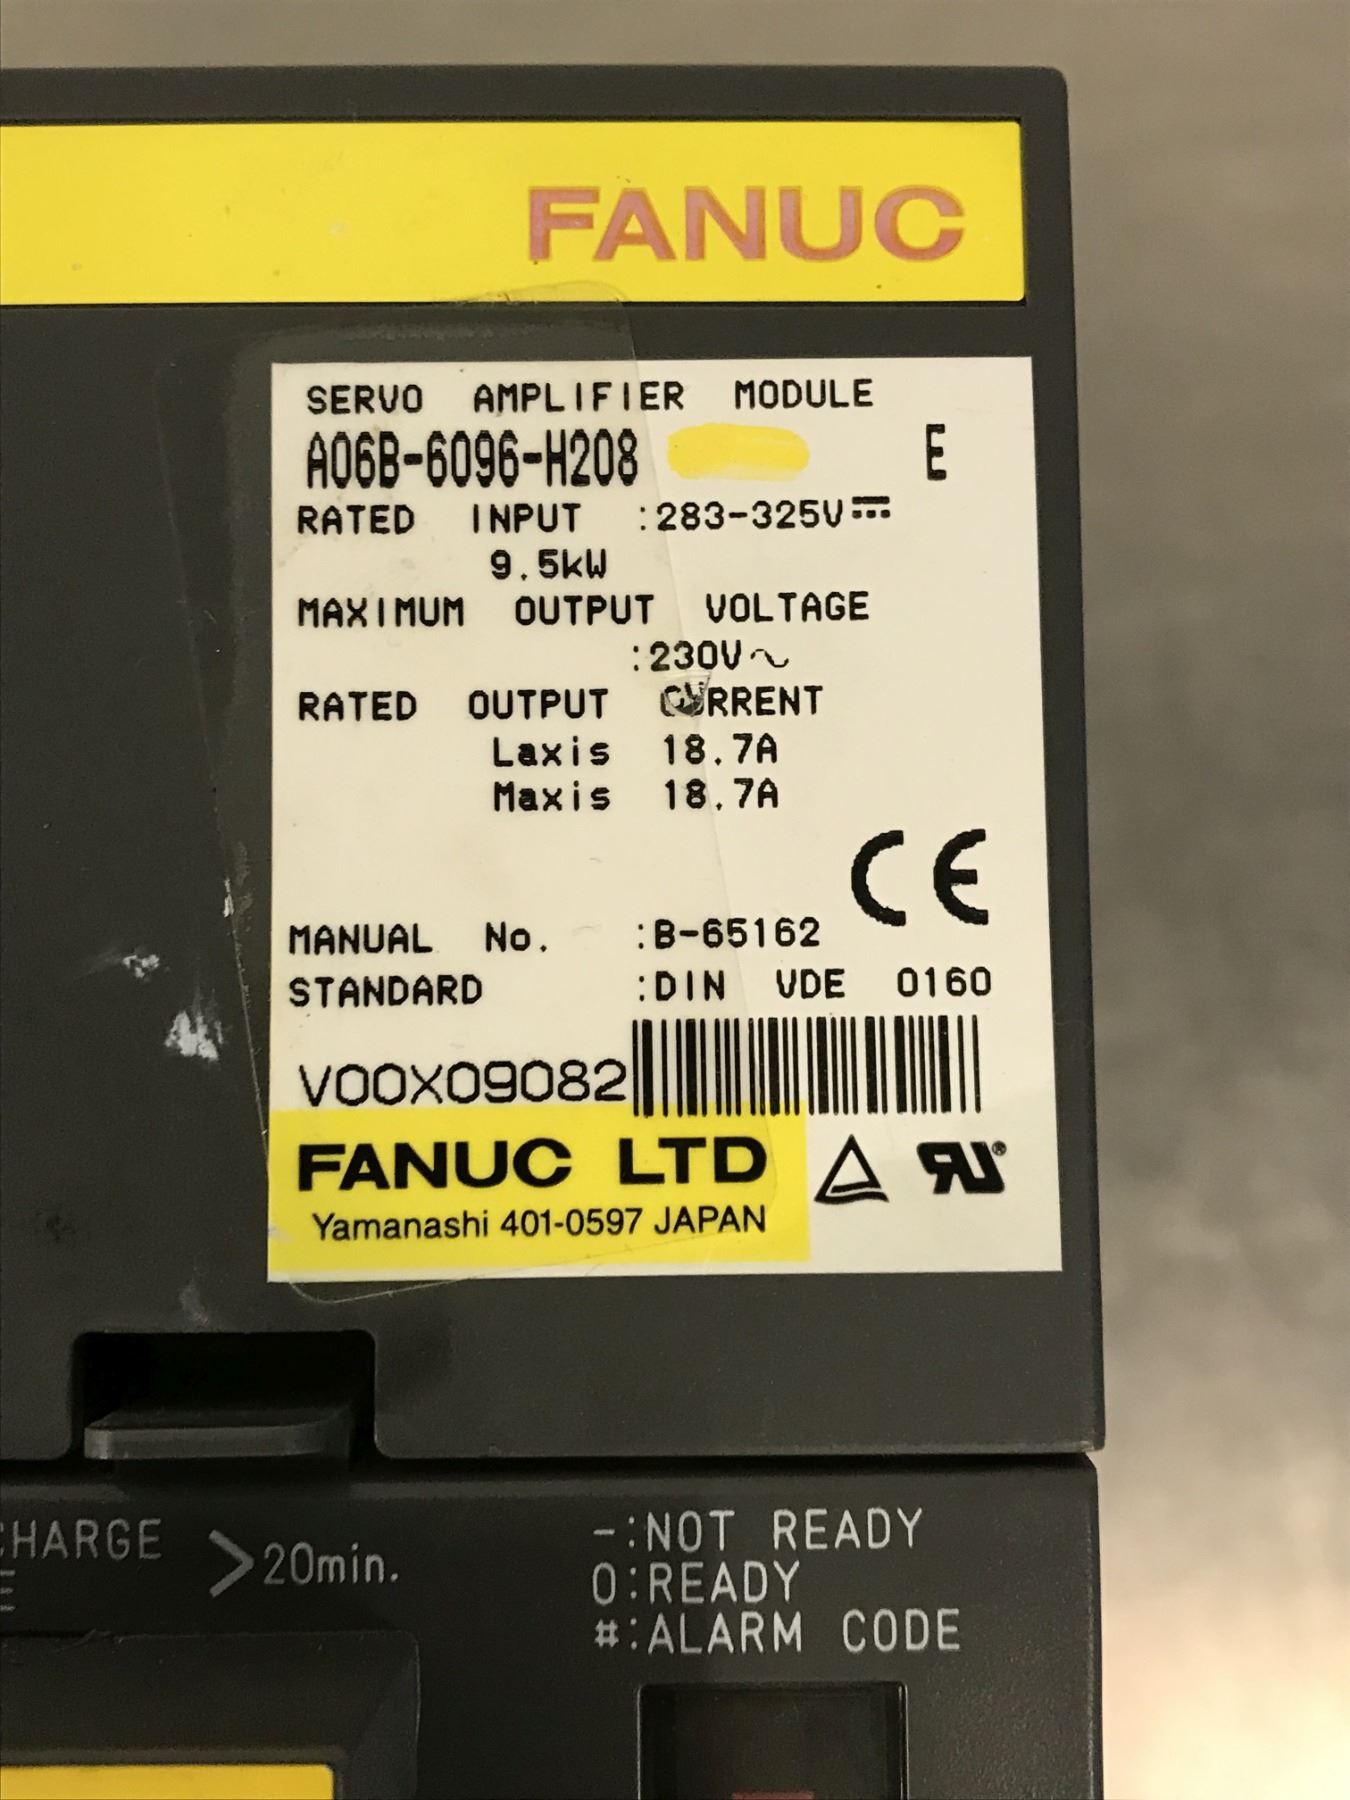 FANUC
SERVO AMPLIFIER MODULE
A06B-6096-H208 E
RATED INPUT :283-325V⎓
9.5kW
MAXIMUM OUTPUT VOLTAGE
:230V～
RATED OUTPUT CURRENT
Laxis 18.7A
Maxis 18.7A
CE
MANUAL No. :B-65162
STANDARD :DIN VDE 0160
V00X09082
FANUC LTD
Yamanashi 401-0597 JAPAN
CHARGE >20min.
-:NOT READY
0:READY
#:ALARM CODE